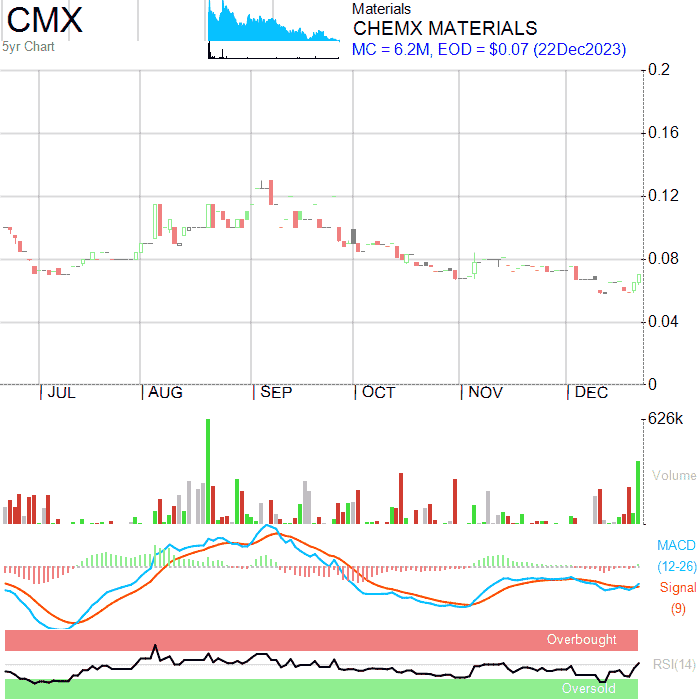 CMX
5yr Chart
Materials
CHEMX MATERIALS
MC = 6.2M, EOD = $0.07 (22Dec2023)
0.2
0.16
0.12
0.08
0.04
0
JUL AUG SEP OCT NOV DEC
626k
Volume
MACD
(12-26)
Signal
(9)
Overbought
RSI(14)
Oversold